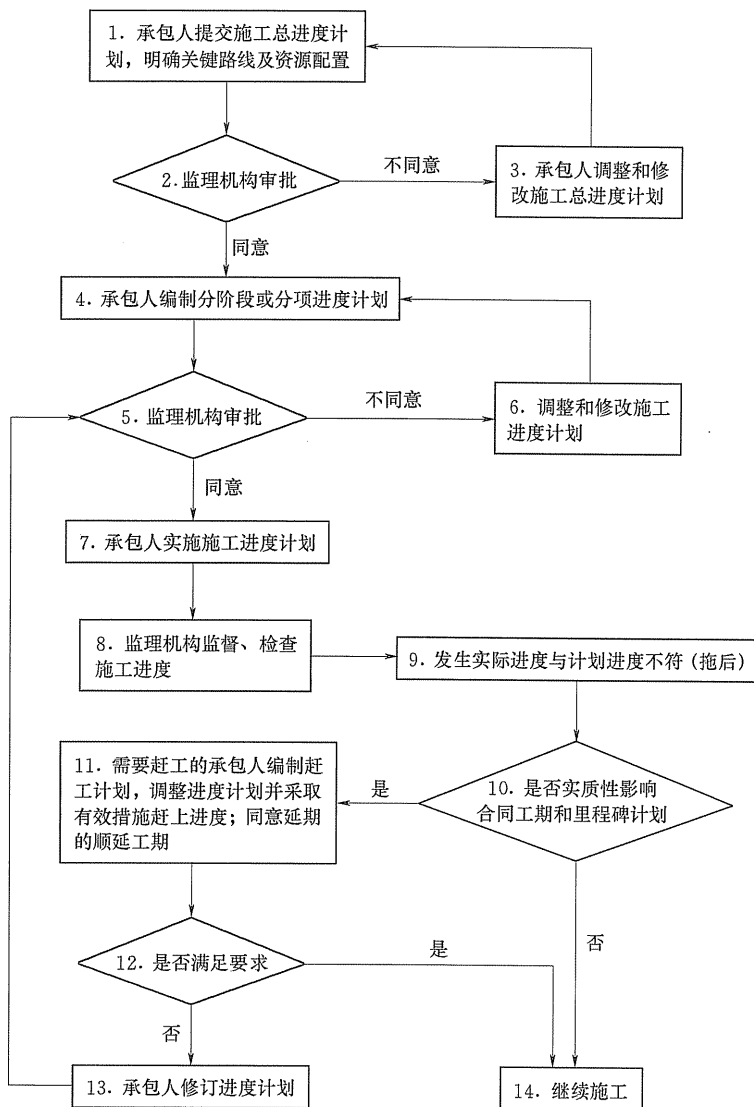 1. 承包人提交施工总进度计
划，明确关键路线及资源配置
2.监理机构审批
不同意
3. 承包人调整和修
改施工总进度计划
同意
4. 承包人编制分阶段或分项进度计划
5. 监理机构审批
不同意
6. 调整和修改施工
进度计划
同意
7. 承包人实施施工进度计划
8. 监理机构监督、检查
施工进度
9. 发生实际进度与计划进度不符(拖后)
10. 是否实质性影响
合同工期和里程碑计划
是
11. 需要赶工的承包人编制赶
工计划，调整进度计划并采取
有效措施赶上进度；同意延期
的顺延工期
否
12. 是否满足要求
是
否
13. 承包人修订进度计划
14. 继续施工